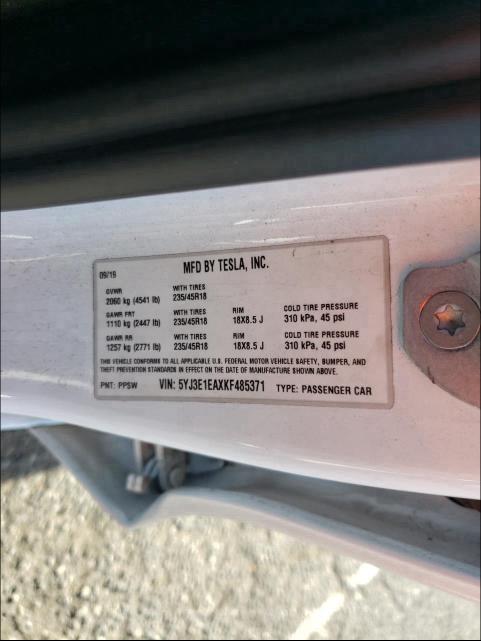 09/19 MFD BY TESLA, INC.
GVWR WITH TIRES
2060 kg (4541 lb) 235/45R18
GAWR FRT WITH TIRES RIM COLD TIRE PRESSURE
1110 kg (2447 lb) 235/45R18 18X8.5 J 310 kPa, 45 psi
GAWR RR WITH TIRES RIM COLD TIRE PRESSURE
1257 kg (2771 lb) 235/45R18 18X8.5 J 310 kPa, 45 psi
THIS VEHICLE CONFORMS TO ALL APPLICABLE U.S. FEDERAL MOTOR VEHICLE SAFETY, BUMPER, AND
THEFT PREVENTION STANDARDS IN EFFECT ON THE DATE OF MANUFACTURE SHOWN ABOVE.
PNT: PPSW VIN: 5YJ3E1EAXKF485371 TYPE: PASSENGER CAR